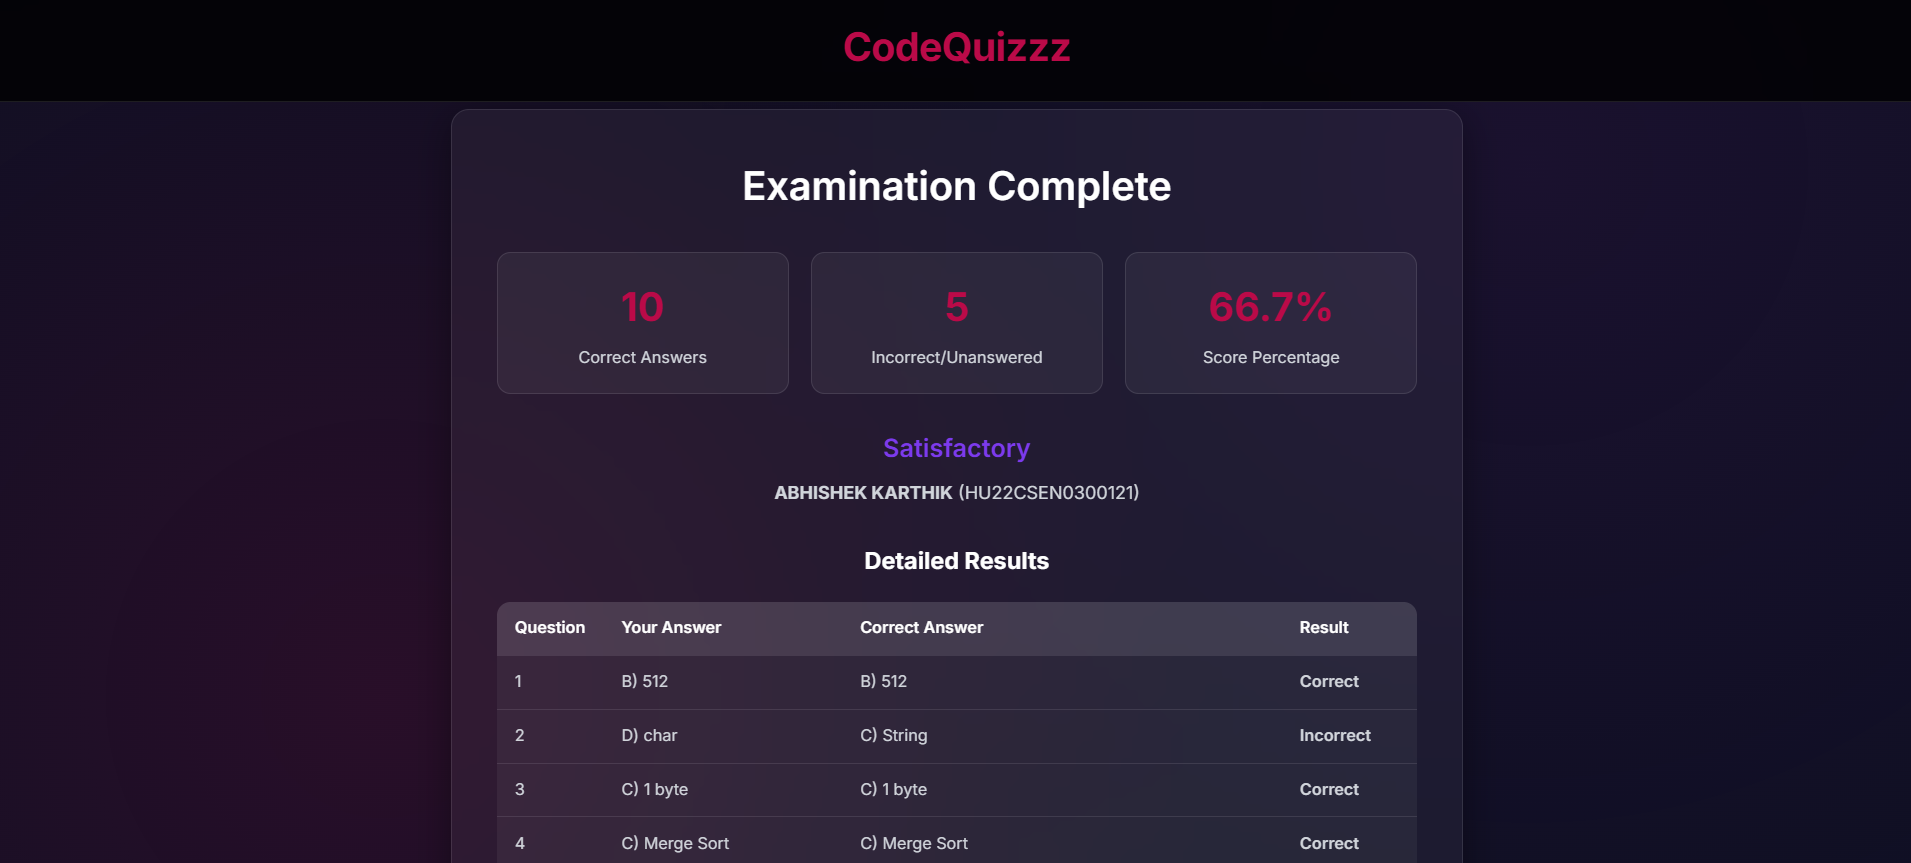 CodeQuizzz
Examination Complete
10
Correct Answers
5
Incorrect/Unanswered
66.7%
Score Percentage
Satisfactory
ABHISHEK KARTHIK (HU22CSEN0300121)
Detailed Results
Question Your Answer Correct Answer Result
1 B) 512 B) 512 Correct
2 D) char C) String Incorrect
3 C) 1 byte C) 1 byte Correct
4 C) Merge Sort C) Merge Sort Correct